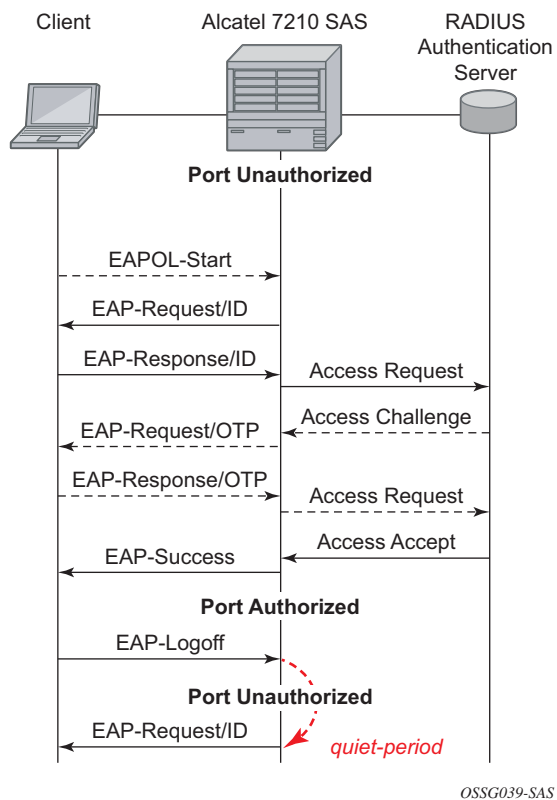 Client
Alcatel 7210 SAS
RADIUS
Authentication
Server
Port Unauthorized
EAPOL-Start
EAP-Request/ID
EAP-Response/ID
Access Request
Access Challenge
EAP-Request/OTP
EAP-Response/OTP
Access Request
Access Accept
EAP-Success
Port Authorized
EAP-Logoff
Port Unauthorized
EAP-Request/ID
quiet-period
OSSG039-SAS